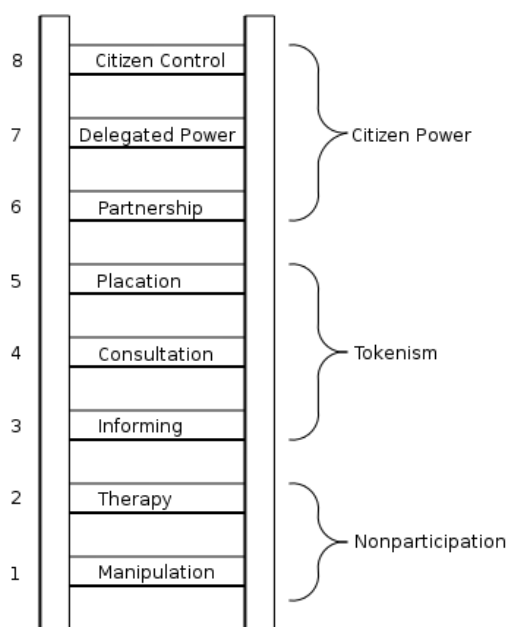 8 Citizen Control
7 Delegated Power Citizen Power
6 Partnership
5 Placation
4 Consultation Tokenism
3 Informing
2 Therapy
Nonparticipation
1 Manipulation